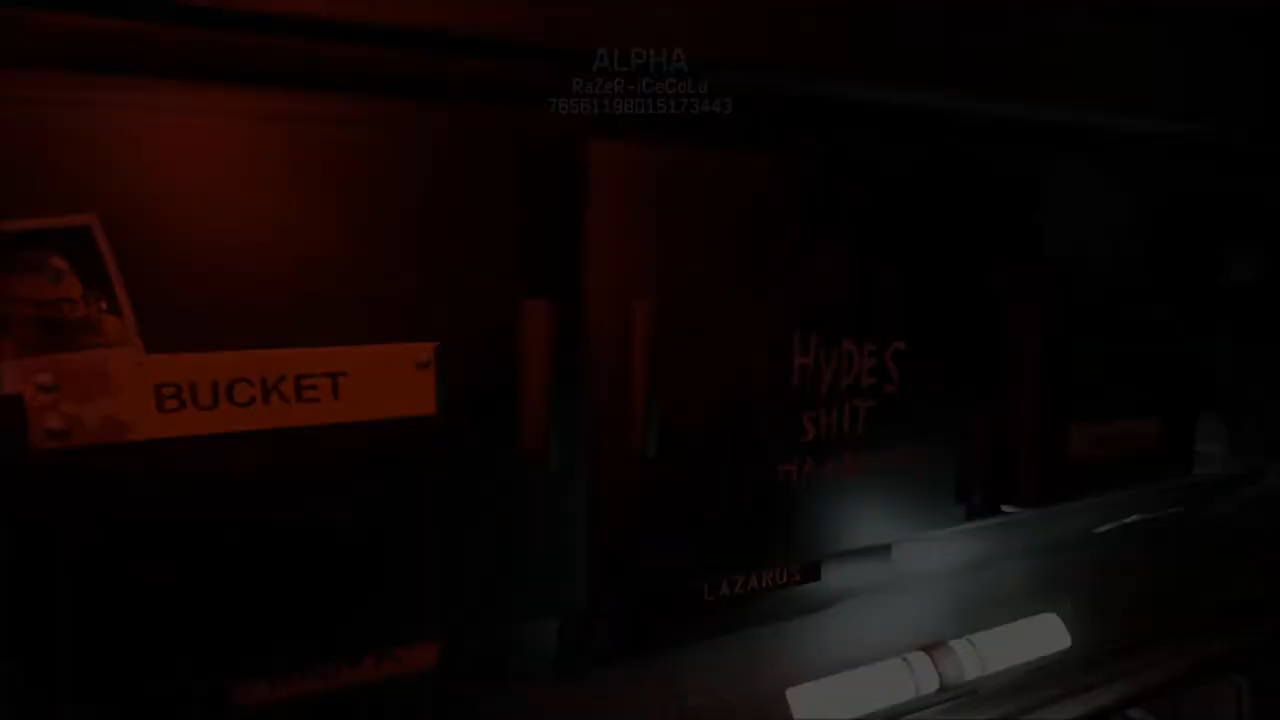 ALPHA
RaZeR-iCeCoLd
76561198015173443
BUCKET
HYDES
SHIT
LAZARUS